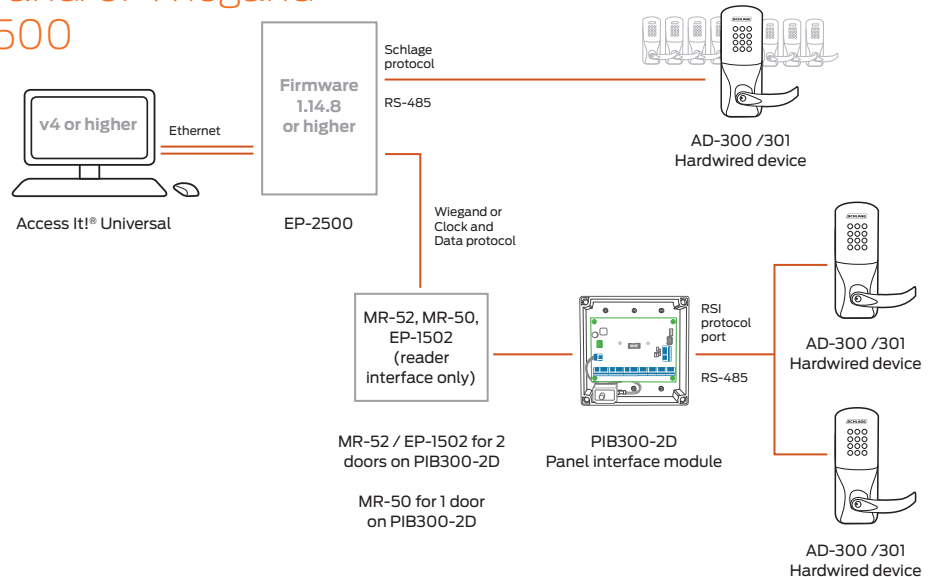 500
Schlage
protocol
RS-485
Firmware
1.14.8
or higher
v4 or higher
Ethernet
Access It!® Universal
EP-2500
SCHLAGE
AD-300 /301
Hardwired device
Wiegand or
Clock and
Data protocol
MR-52, MR-50,
EP-1502
(reader
interface only)
RSI
protocol
port
RS-485
SCHLAGE
AD-300 /301
Hardwired device
MR-52 / EP-1502 for 2
doors on PIB300-2D
MR-50 for 1 door
on PIB300-2D
PIB300-2D
Panel interface module
SCHLAGE
AD-300 /301
Hardwired device